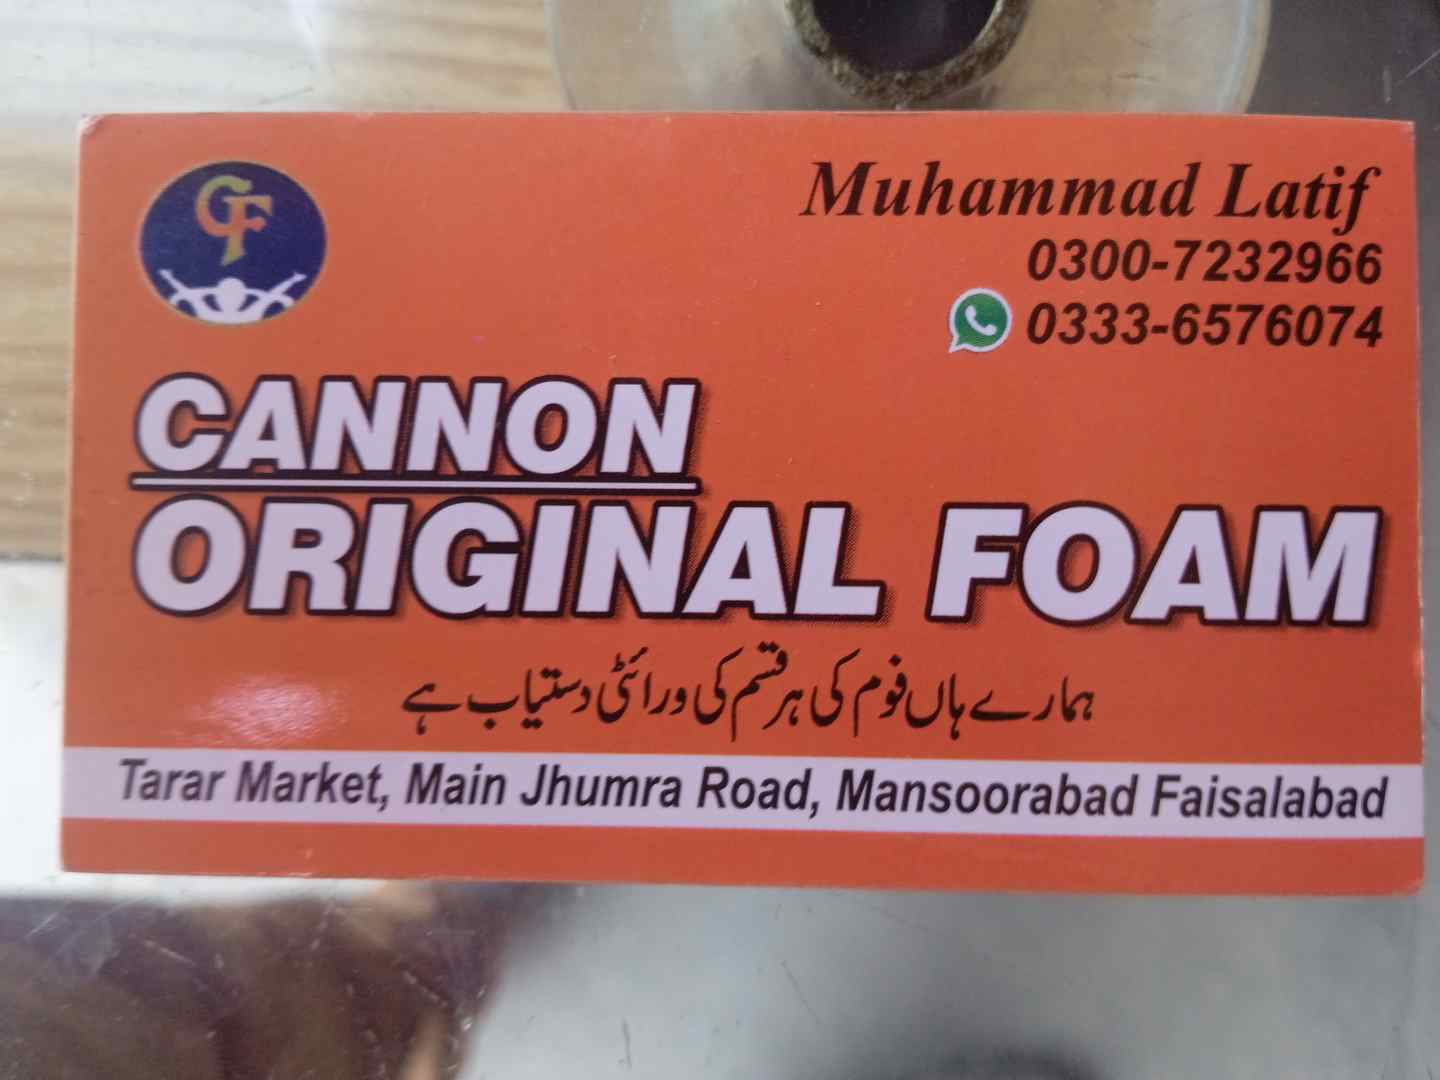 GF
Muhammad Latif
0300-7232966
0333-6576074
CANNON
ORIGINAL FOAM
ہمارے ہاں فوم کی ہر قسم کی ورائٹی دستیاب ہے
Tarar Market, Main Jhumra Road, Mansoorabad Faisalabad